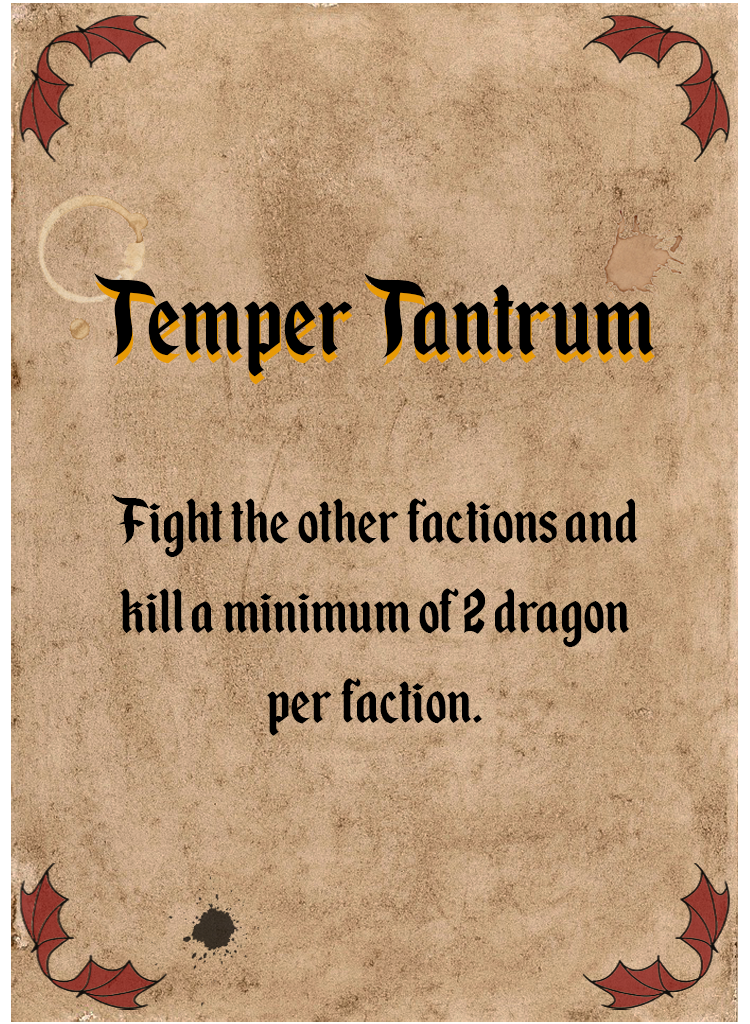 Temper Tantrum
Fight the other factions and
kill a minimum of 2 dragon
per faction.